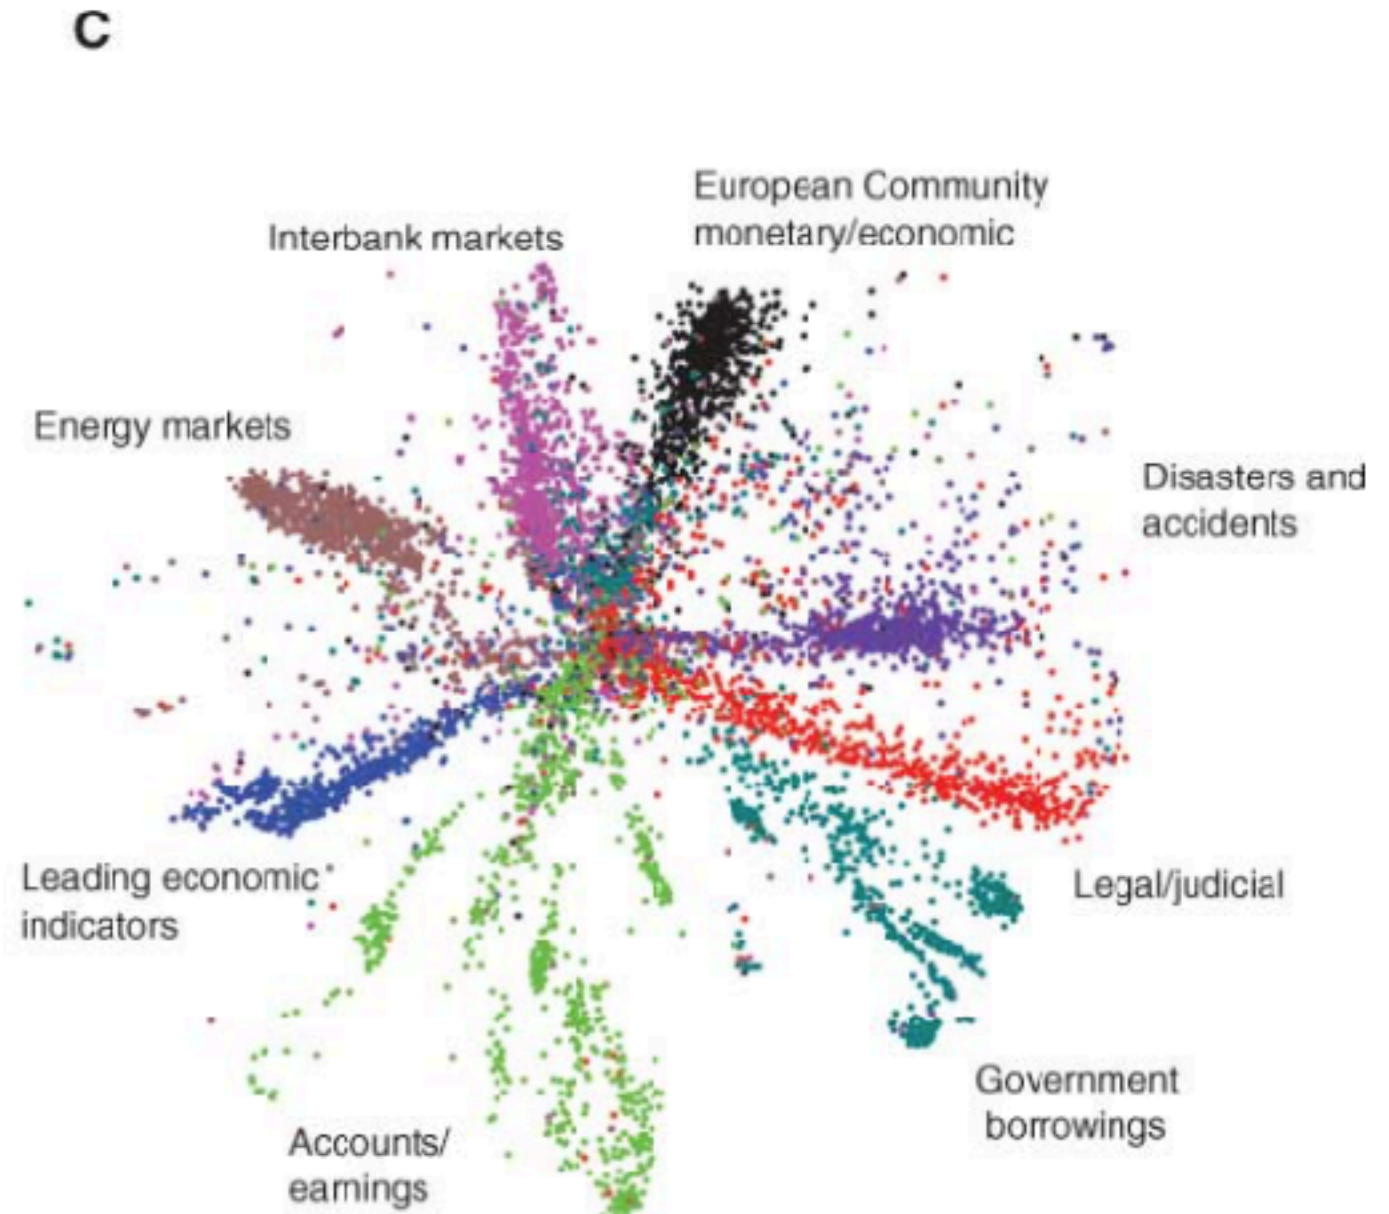 C
European Community
monetary/economic
Interbank markets
Energy markets
Disasters and
accidents
Leading economic
indicators
Legal/judicial
Government
borrowings
Accounts/
earnings